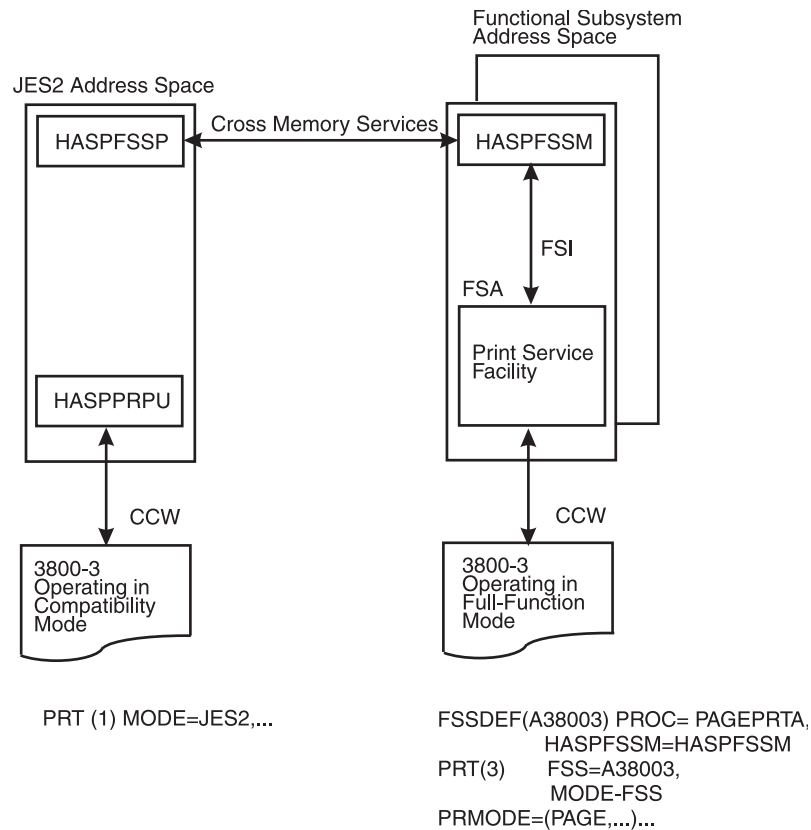 Functional Subsystem
Address Space
JES2 Address Space
HASPFSSP
Cross Memory Services
HASPFSSM
FSI
FSA
Print Service
Facility
HASPPRPU
CCW
CCW
3800-3
Operating in
Compatibility
Mode
3800-3
Operating in
Full-Function
Mode
PRT (1) MODE=JES2,...
FSSDEF(A38003) PROC= PAGEPRTA,
HASPFSSM=HASPFSSM
PRT(3) FSS=A38003,
MODE-FSS
PRMODE=(PAGE,...)...